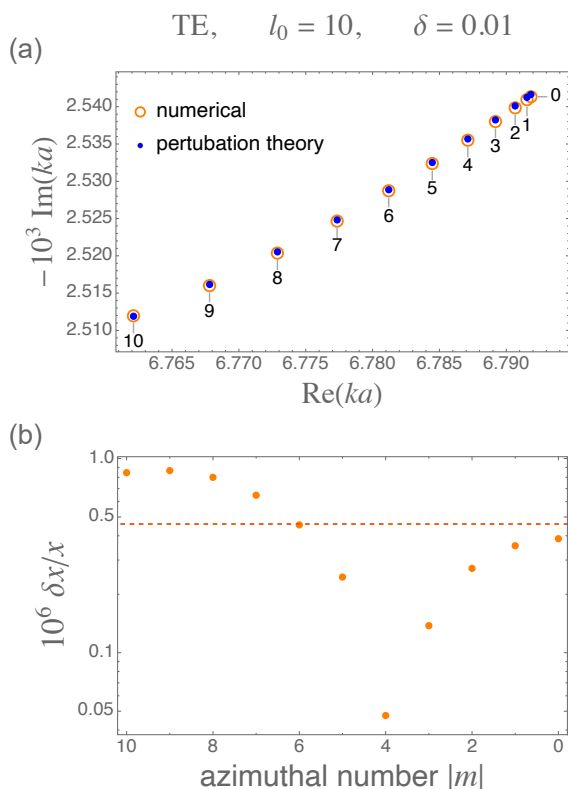 TE, l₀ = 10, δ = 0.01
(a)
2.540
2.535
2.530
2.525
2.520
2.515
2.510
−10³ Im(ka)
numerical
pertubation theory
0
1
2
3
4
5
6
7
8
9
10
6.765 6.770 6.775 6.780 6.785 6.790
Re(ka)
(b)
1.0
0.5
0.1
0.05
10⁶ δx/x
10 8 6 4 2 0
azimuthal number |m|